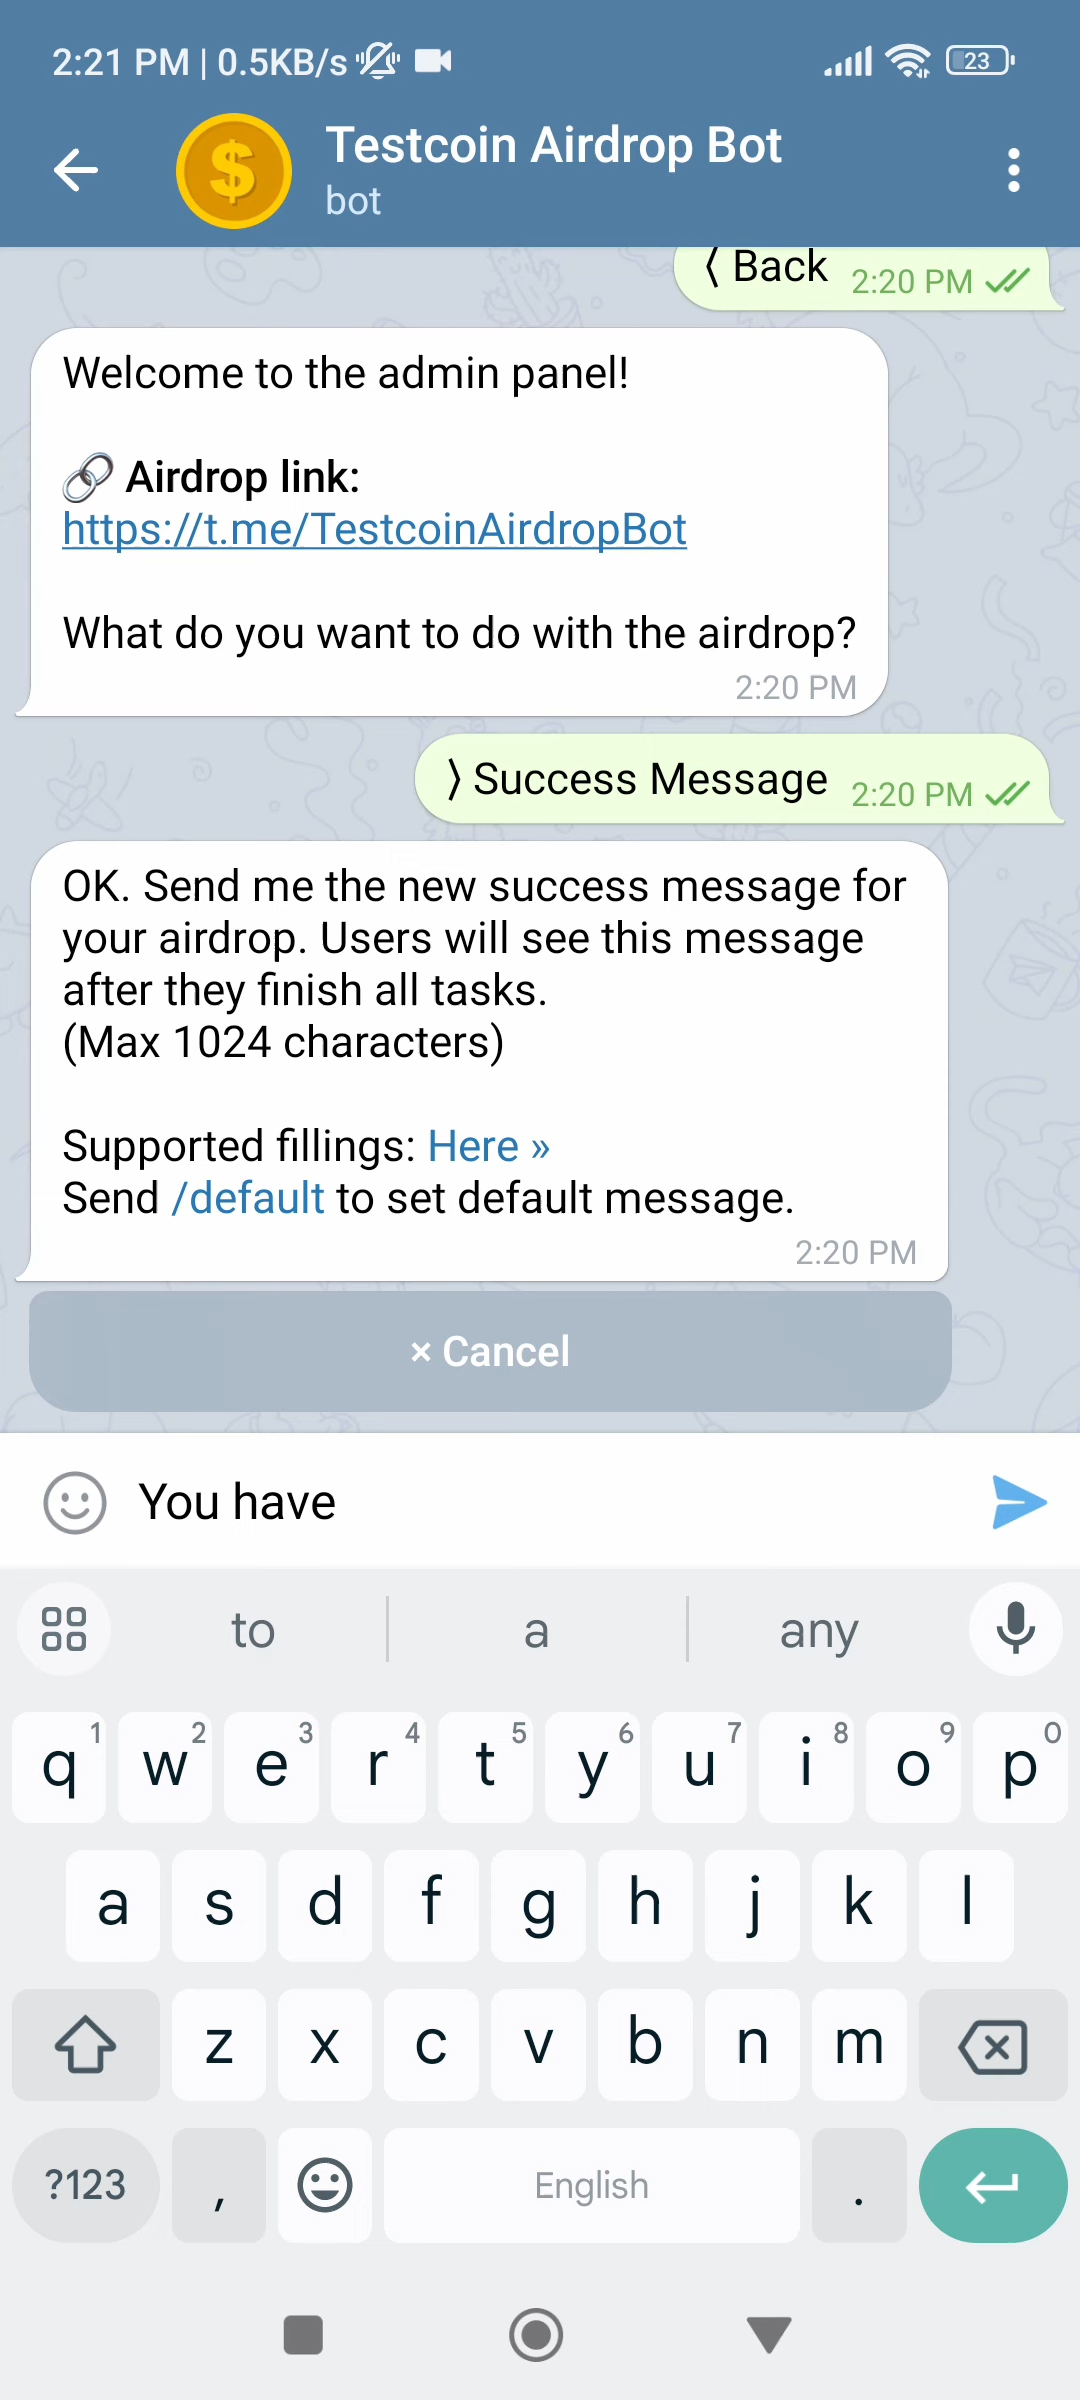 2:21 PM | 0.5KB/s
23
$
Testcoin Airdrop Bot
bot
⟨ Back 2:20 PM
Welcome to the admin panel!
🔗 Airdrop link:
https://t.me/TestcoinAirdropBot
What do you want to do with the airdrop?
2:20 PM
⟩ Success Message 2:20 PM
OK. Send me the new success message for
your airdrop. Users will see this message
after they finish all tasks.
(Max 1024 characters)
Supported fillings: Here »
Send /default to set default message.
2:20 PM
× Cancel
You have
to a any
q 1 w 2 e 3 r 4 t 5 y 6 u 7 i 8 o 9 p 0
a s d f g h j k l
z x c v b n m
?123 , English .